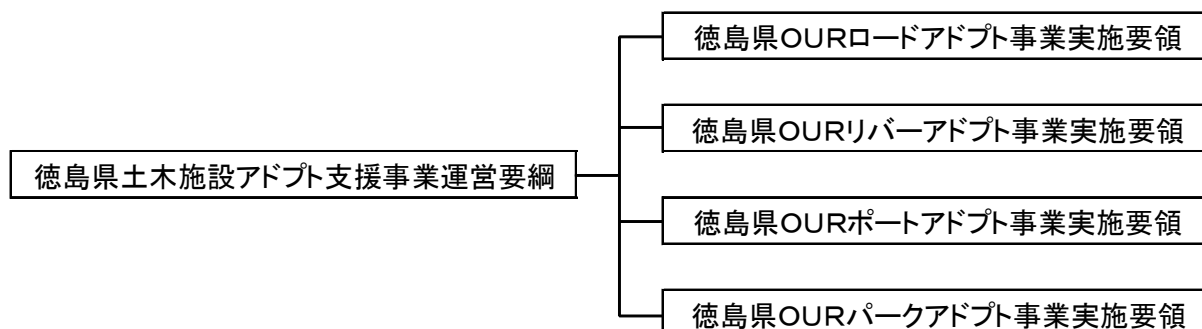 徳島県OURロードアドプト事業実施要領
徳島県OURリバーアドプト事業実施要領
徳島県土木施設アドプト支援事業運営要綱
徳島県OURポートアドプト事業実施要領
徳島県OURパークアドプト事業実施要領